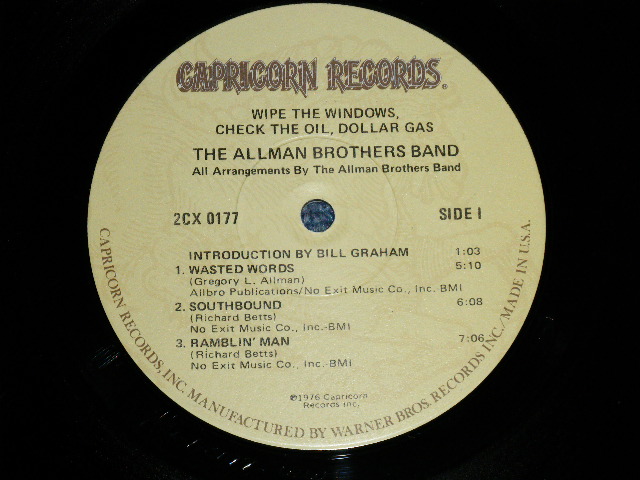 CAPRICORN RECORDS®
WIPE THE WINDOWS,
CHECK THE OIL, DOLLAR GAS
THE ALLMAN BROTHERS BAND
All Arrangements By The Allman Brothers Band
2CX 0177 SIDE I
INTRODUCTION BY BILL GRAHAM 1:03
1. WASTED WORDS 5:10
(Gregory L. Allman)
Allbro Publications/No Exit Music Co., Inc. BMI
2. SOUTHBOUND 6:08
(Richard Betts)
No Exit Music Co., Inc.-BMI
3. RAMBLIN' MAN 7:06
(Richard Betts)
No Exit Music Co., Inc.-BMI
℗1976 Capricorn
Records Inc.
CAPRICORN RECORDS, INC. MANUFACTURED BY WARNER BROS. RECORDS INC./MADE IN U.S.A.